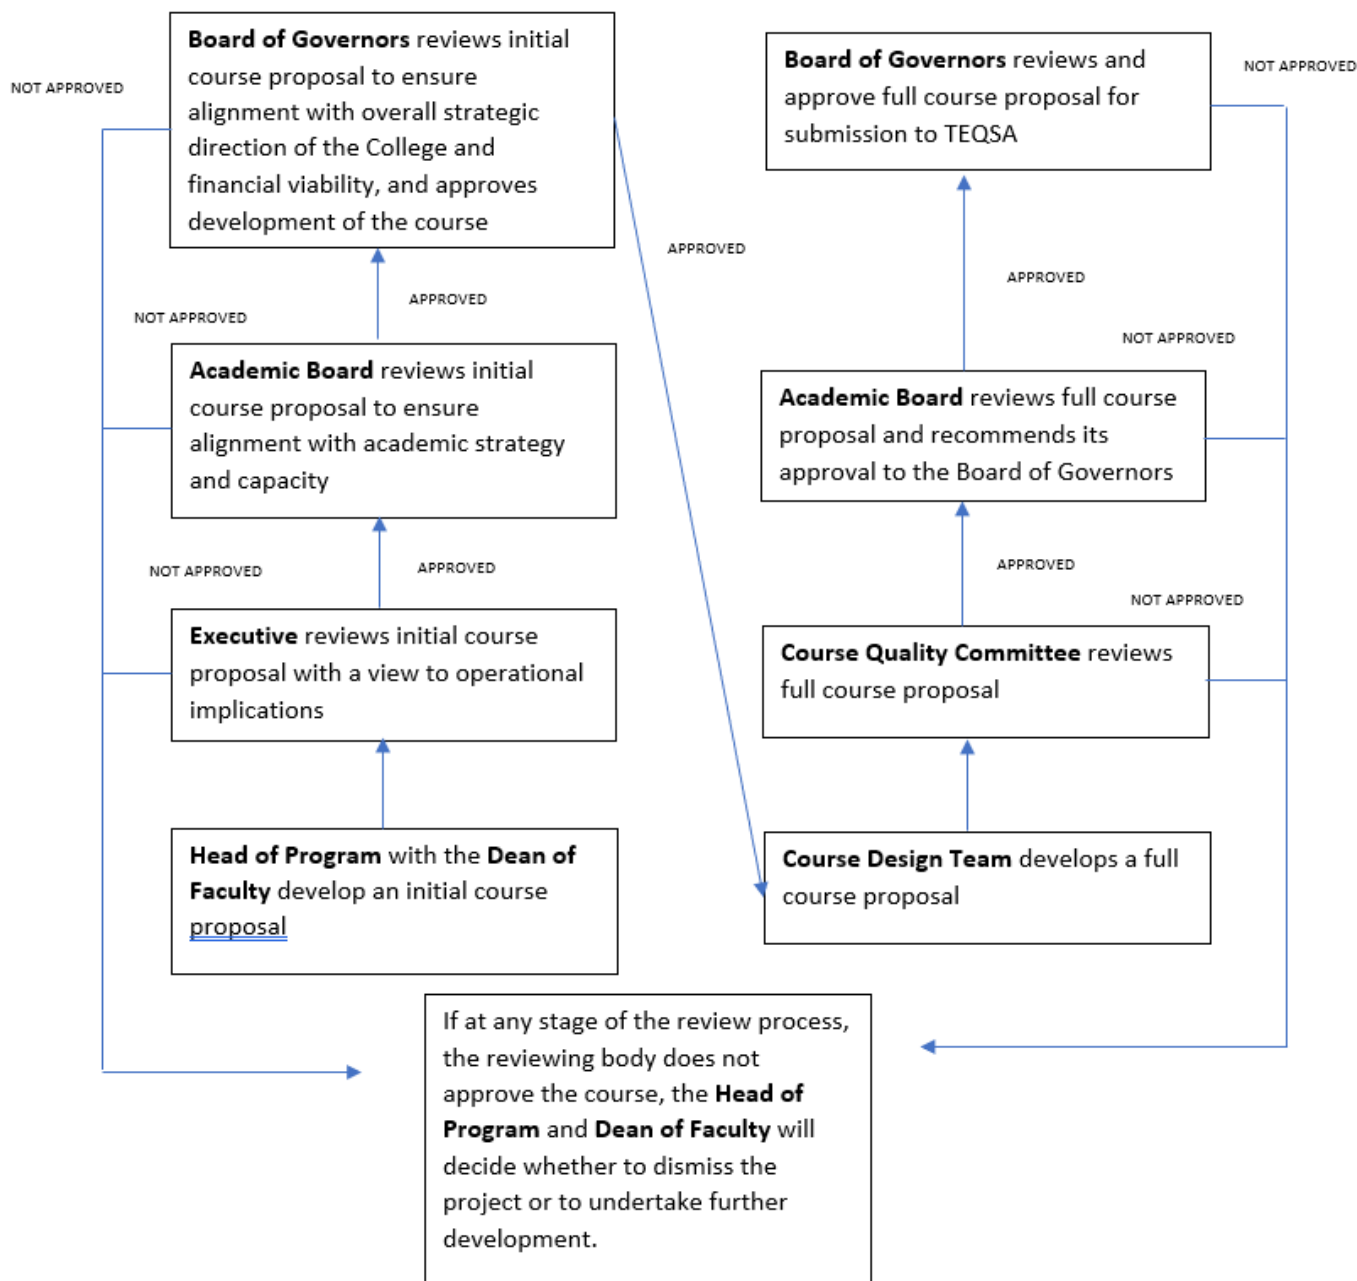 NOT APPROVED
Board of Governors reviews initial
course proposal to ensure
alignment with overall strategic
direction of the College and
financial viability, and approves
development of the course
APPROVED
NOT APPROVED
APPROVED
Academic Board reviews initial
course proposal to ensure
alignment with academic strategy
and capacity
NOT APPROVED
APPROVED
Executive reviews initial course
proposal with a view to operational
implications
Head of Program with the Dean of
Faculty develop an initial course
proposal
Board of Governors reviews and
approve full course proposal for
submission to TEQSA
NOT APPROVED
APPROVED
NOT APPROVED
Academic Board reviews full course
proposal and recommends its
approval to the Board of Governors
APPROVED
NOT APPROVED
Course Quality Committee reviews
full course proposal
Course Design Team develops a full
course proposal
If at any stage of the review process,
the reviewing body does not
approve the course, the Head of
Program and Dean of Faculty will
decide whether to dismiss the
project or to undertake further
development.